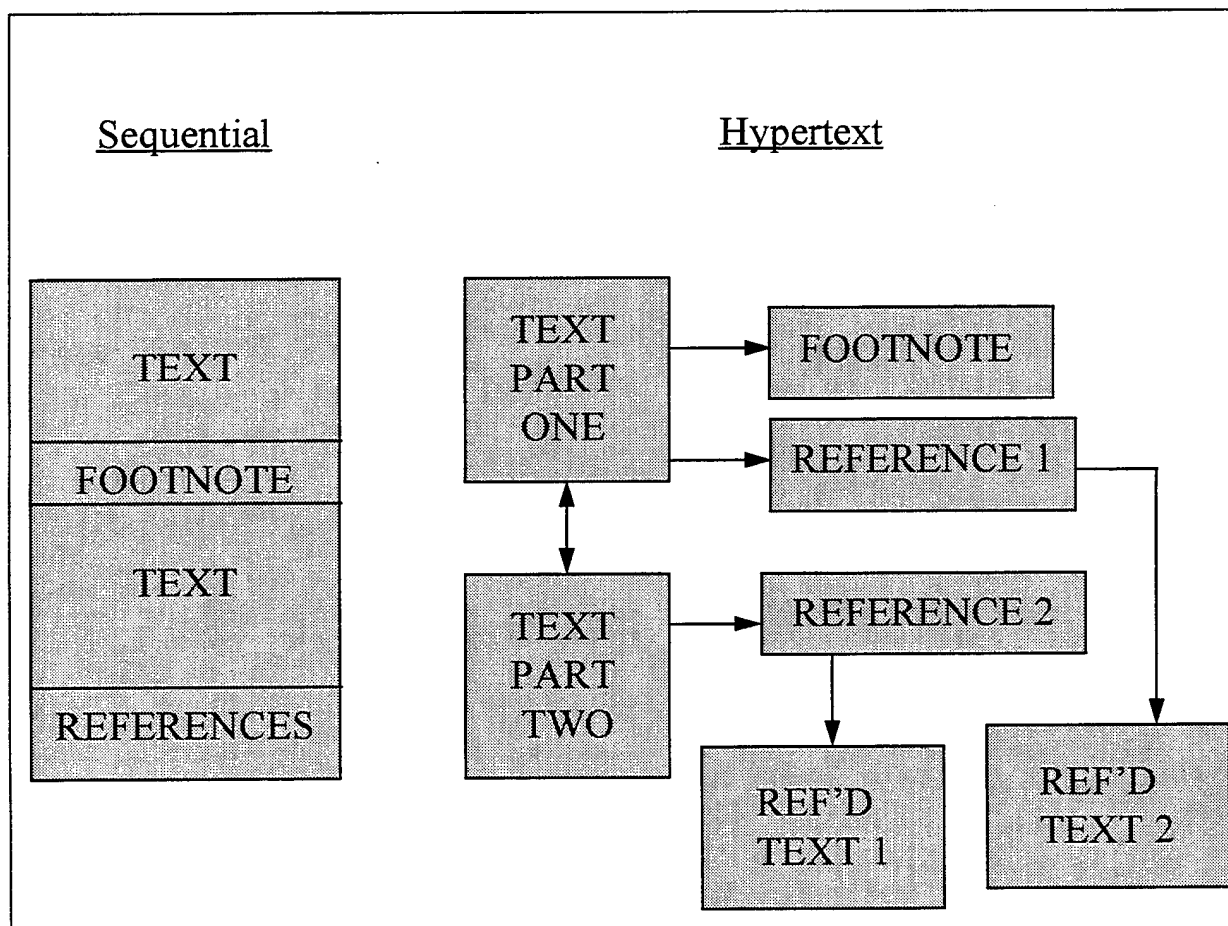 Sequential
Hypertext
TEXT
FOOTNOTE
TEXT
REFERENCES
TEXT
PART
ONE
FOOTNOTE
REFERENCE 1
TEXT
PART
TWO
REFERENCE 2
REF'D
TEXT 1
REF'D
TEXT 2